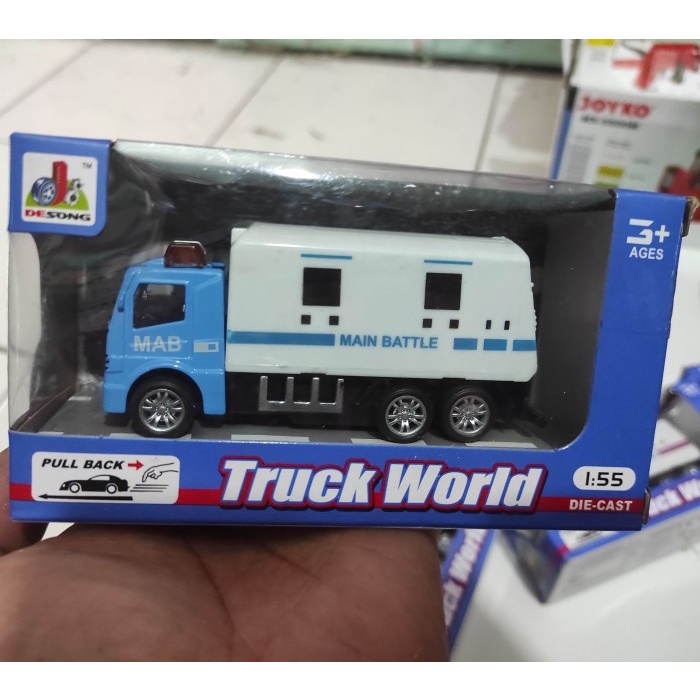 JOYKO
TM
DESONG
3+
AGES
MAB
MAIN BATTLE
PULL BACK
Truck World
1:55
DIE-CAST